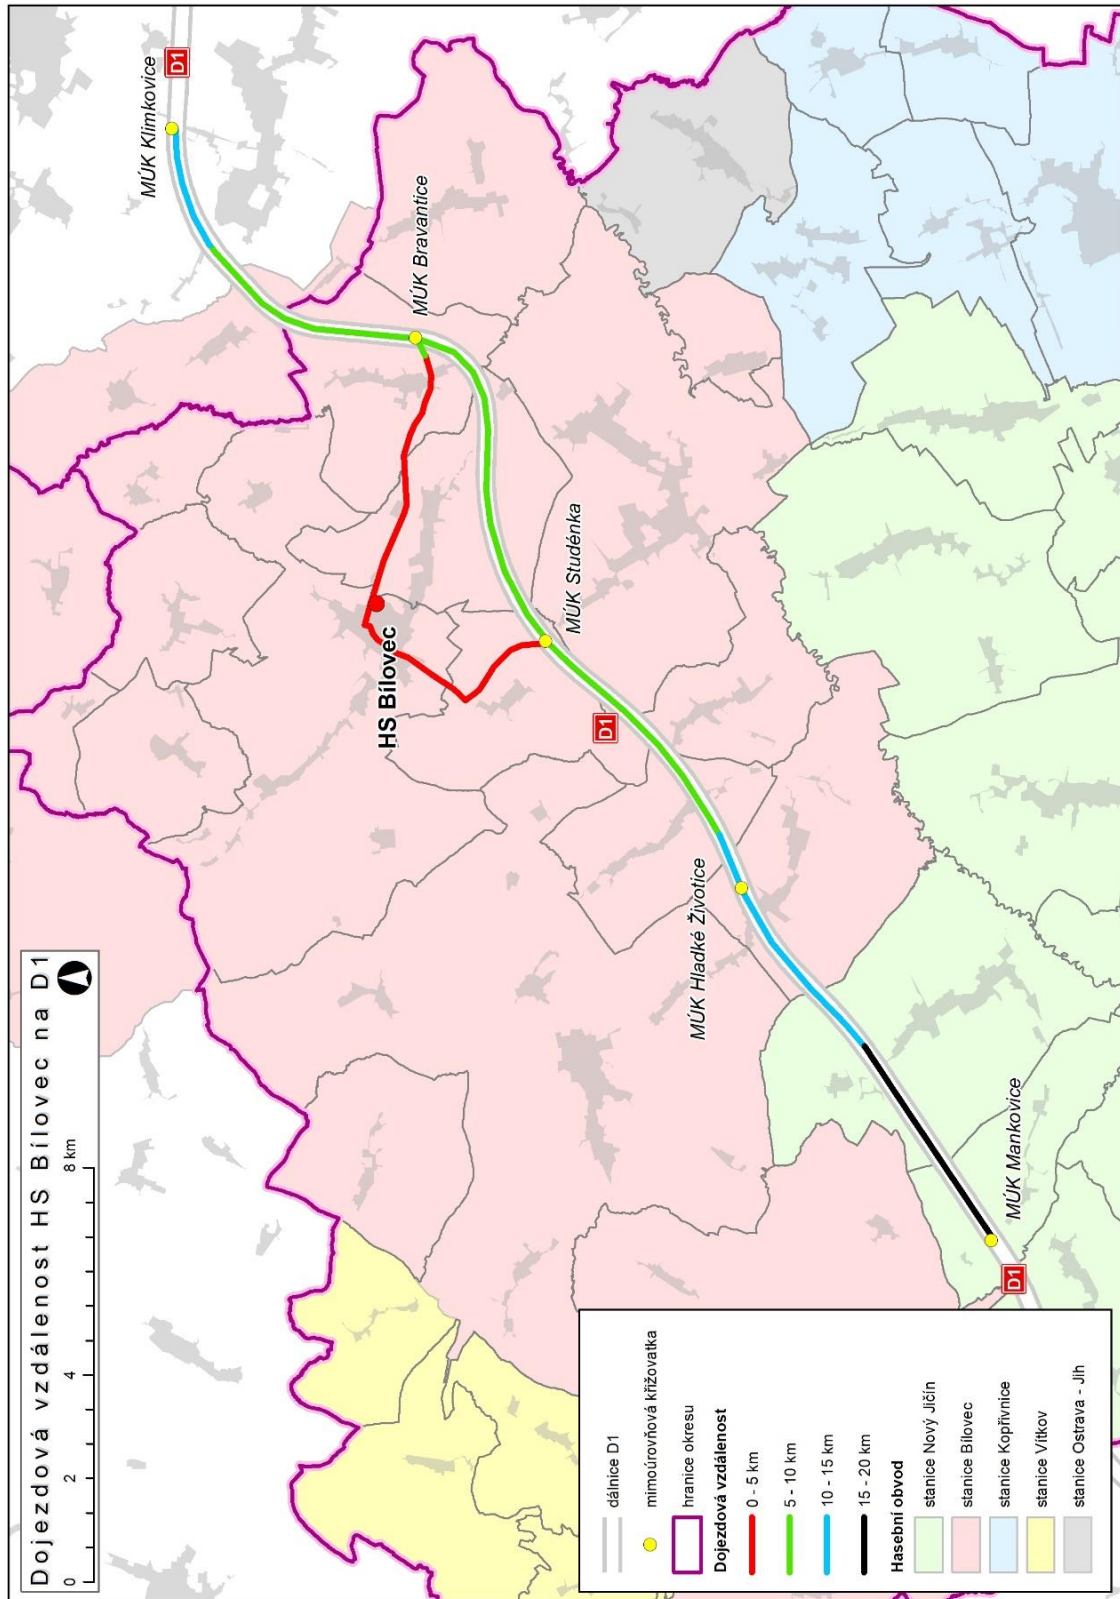 Dojezdová vzdálenost HS Bílovec na D1
0 2 4 8 km
MÚK Klimkovice
D1
MÚK Bravantice
MÚK Studénka
HS Bílovec
D1
MÚK Hladké Životice
MÚK Mankovice
D1
dálnice D1
mimoúrovňová křižovatka
hranice okresu
Dojezdová vzdálenost
0 - 5 km
5 - 10 km
10 - 15 km
15 - 20 km
Hasební obvod
stanice Nový Jičín
stanice Bílovec
stanice Kopřivnice
stanice Vítkov
stanice Ostrava - Jih